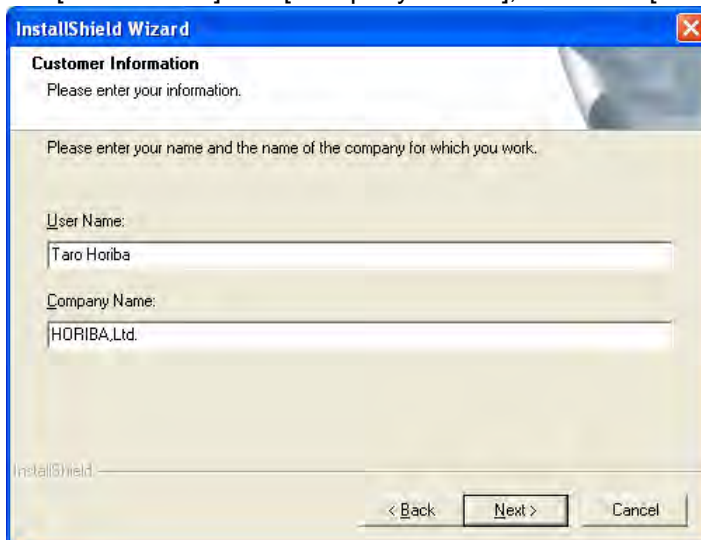 InstallShield Wizard
Customer Information
Please enter your information.
Please enter your name and the name of the company for which you work.
User Name:
Taro Horiba
Company Name:
HORIBA,Ltd.
InstallShield
< Back Next > Cancel